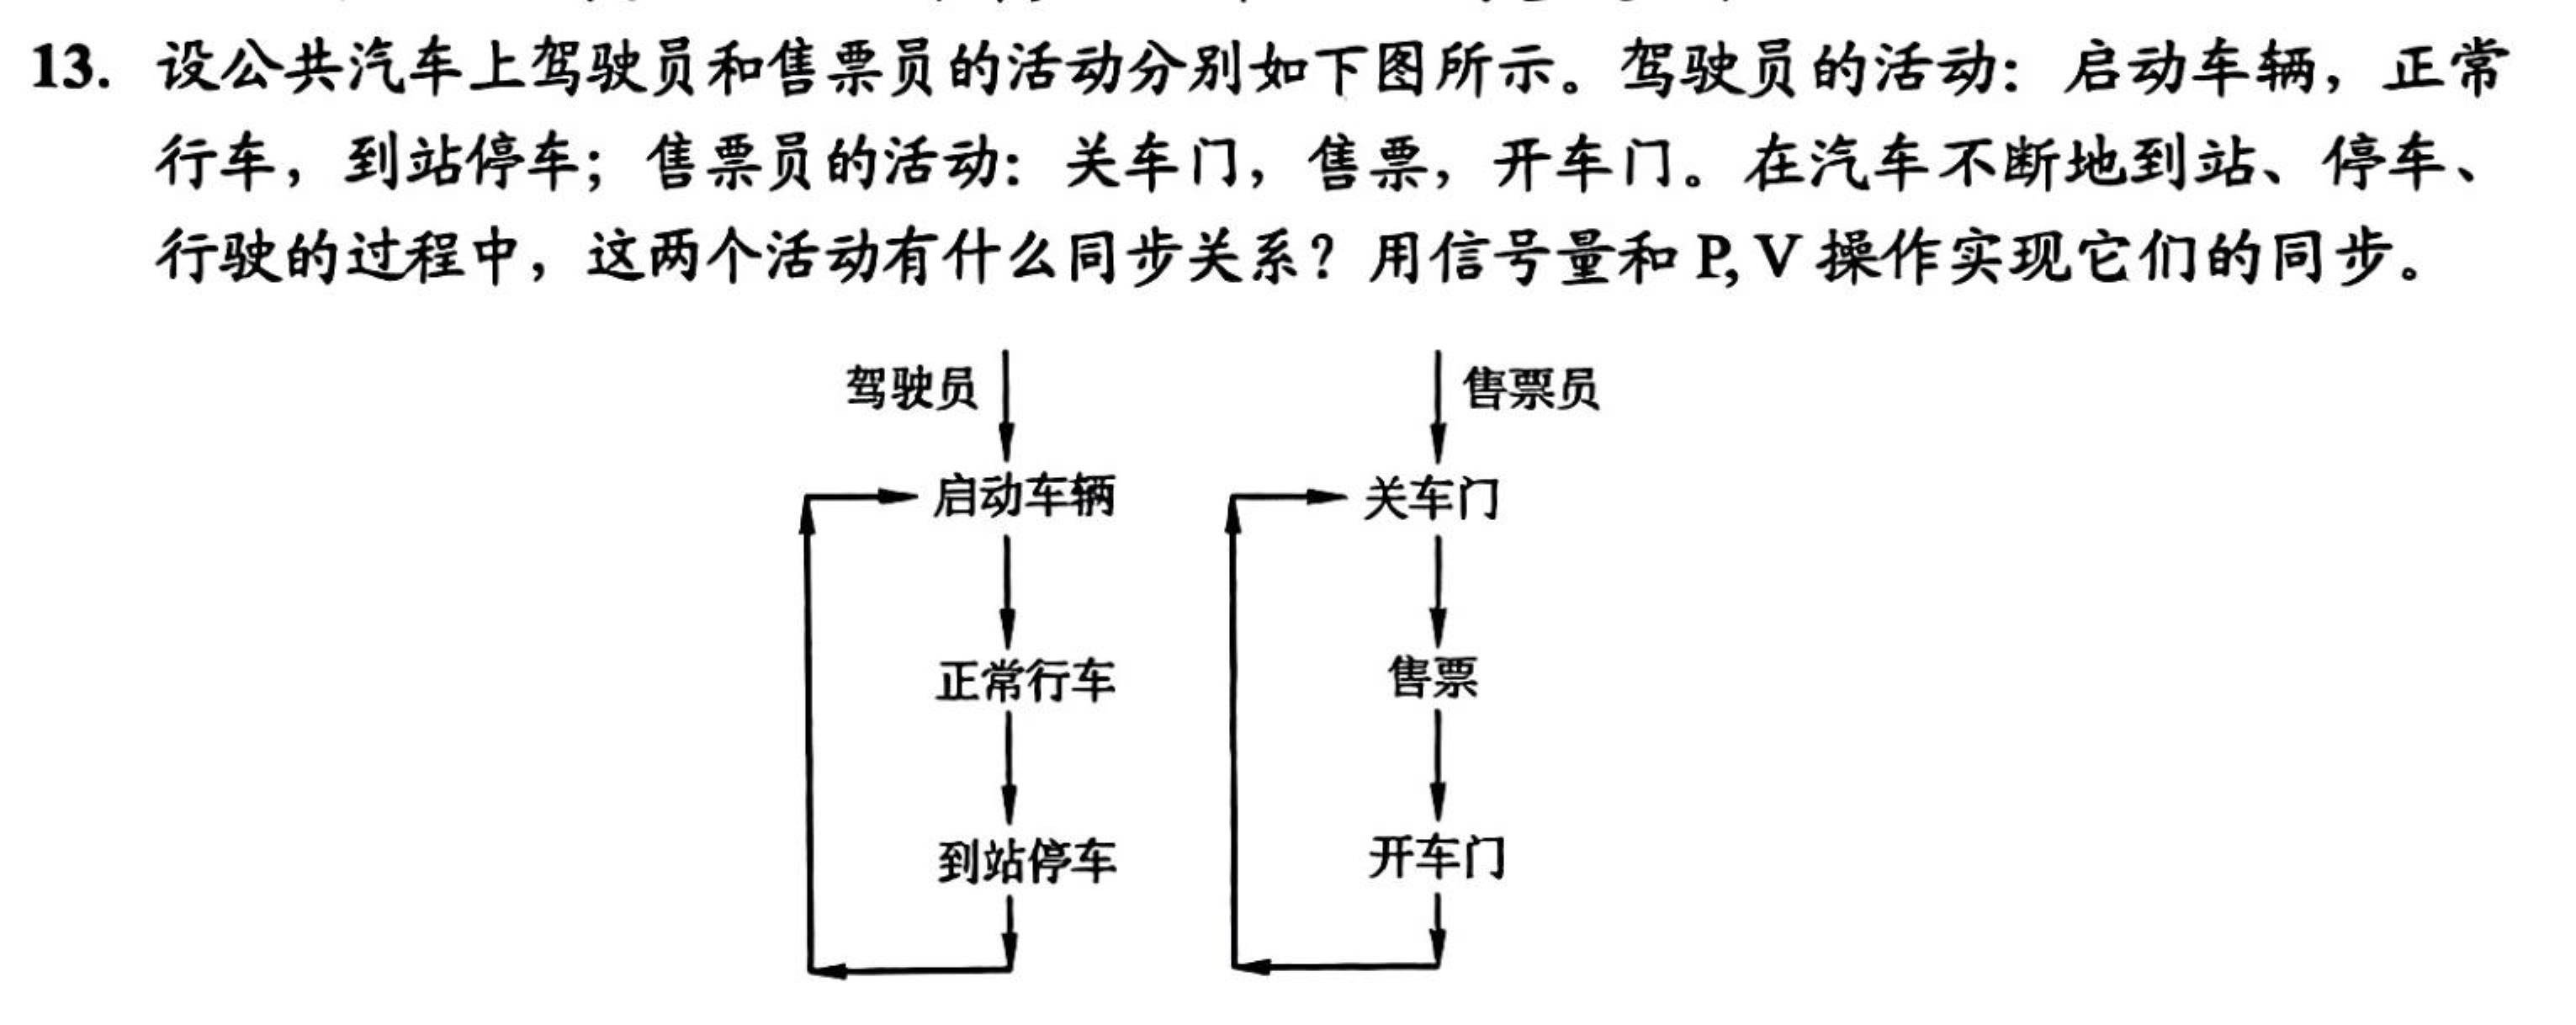 13. 设公共汽车上驾驶员和售票员的活动分别如下图所示。驾驶员的活动：启动车辆，正常
行车，到站停车；售票员的活动：关车门，售票，开车门。在汽车不断地到站、停车、
行驶的过程中，这两个活动有什么同步关系？用信号量和 P, V 操作实现它们的同步。
驾驶员 售票员
启动车辆 关车门
正常行车 售票
到站停车 开车门